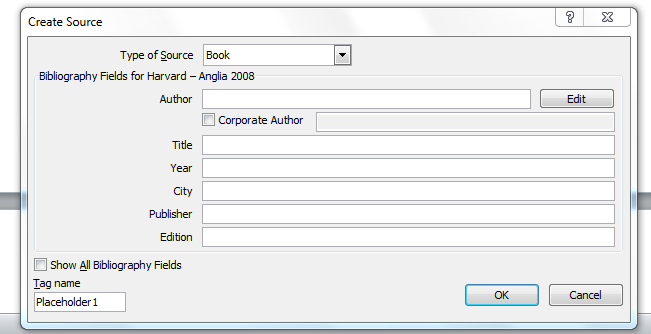 Create Source
Type of Source Book
Bibliography Fields for Harvard – Anglia 2008
Author Edit
Corporate Author
Title
Year
City
Publisher
Edition
Show All Bibliography Fields
Tag name
Placeholder1 OK Cancel